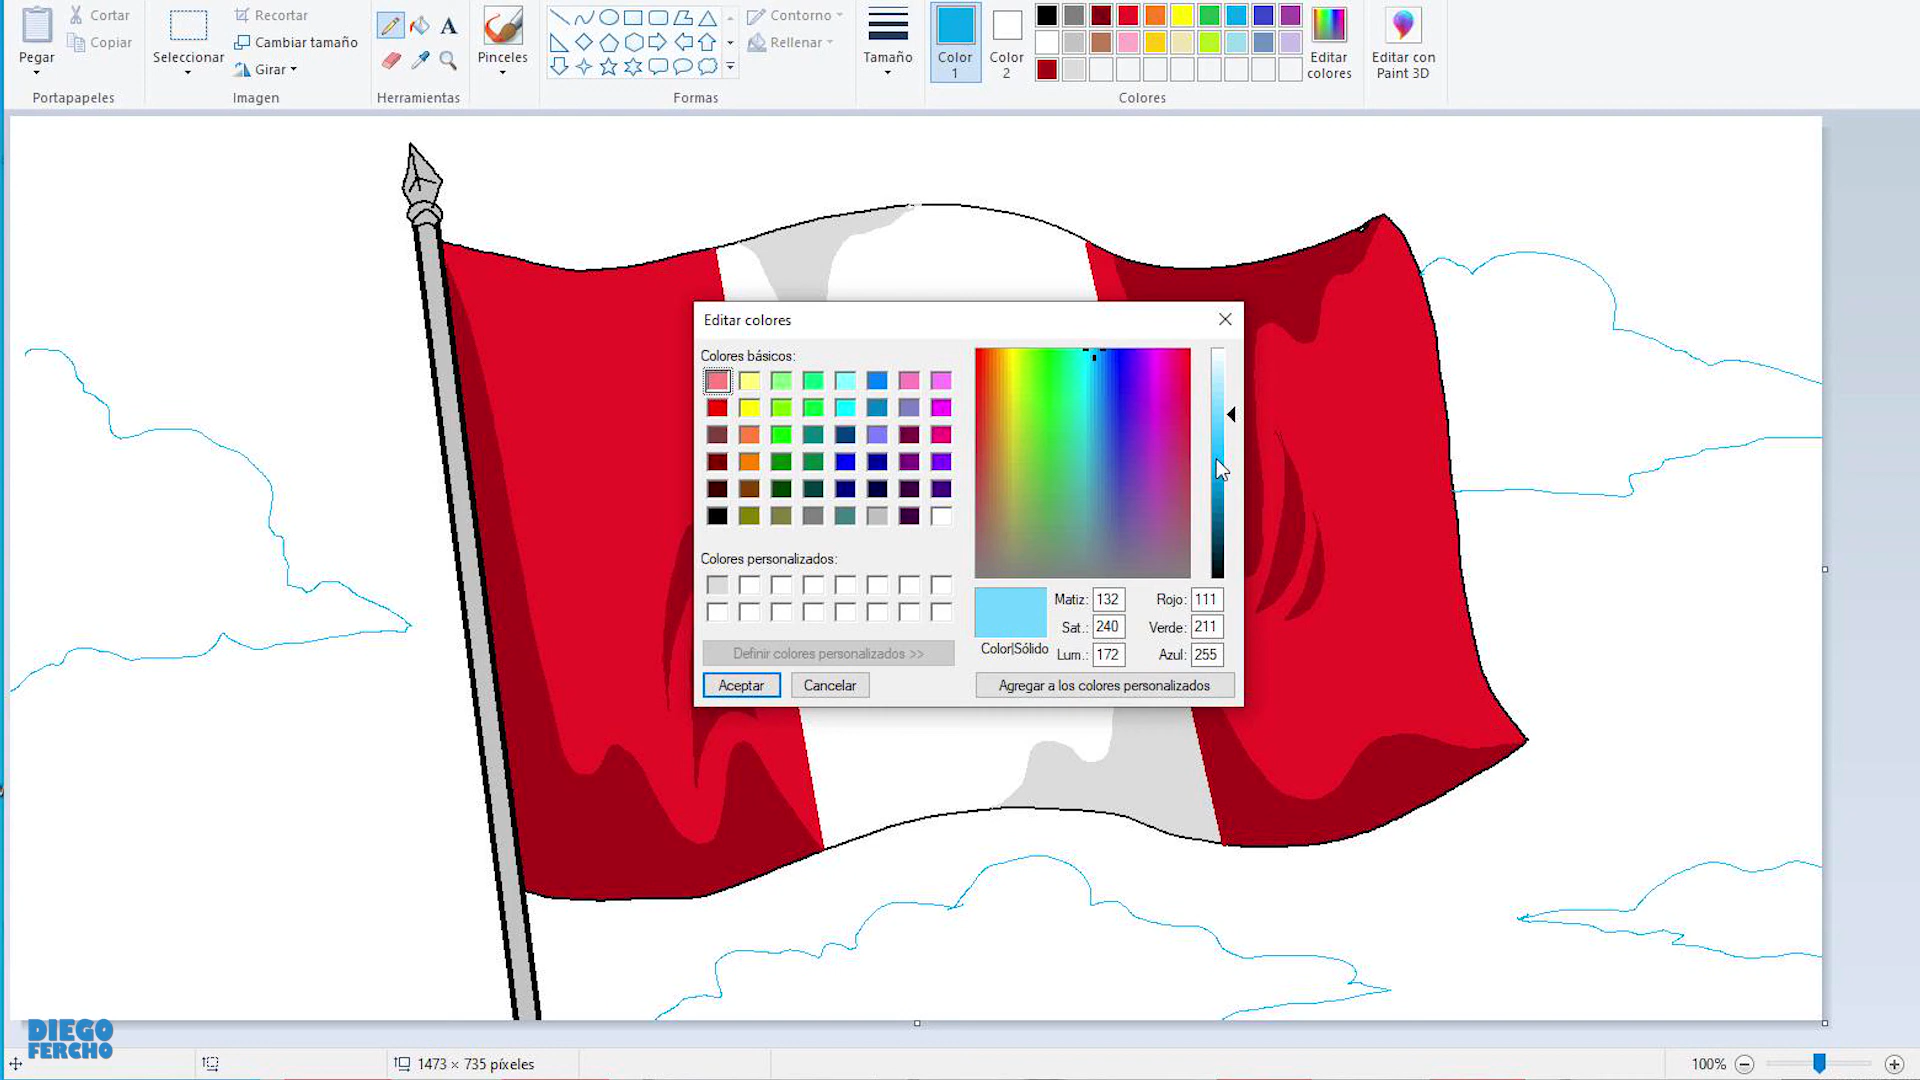 Pegar
Cortar
Copiar
Portapapeles
Seleccionar
Recortar
Cambiar tamaño
Girar
Imagen
A
Herramientas
Pinceles
Formas
Contorno
Rellenar
Tamaño
Color
1
Color
2
Colores
Editar
colores
Editar con
Paint 3D
Editar colores
Colores básicos:
Colores personalizados:
Definir colores personalizados >>
Aceptar
Cancelar
Color|Sólido
Matiz: 132
Sat.: 240
Lum.: 172
Rojo: 111
Verde: 211
Azul: 255
Agregar a los colores personalizados
DIEGO
FERCHO
1473 × 735 píxeles
100%